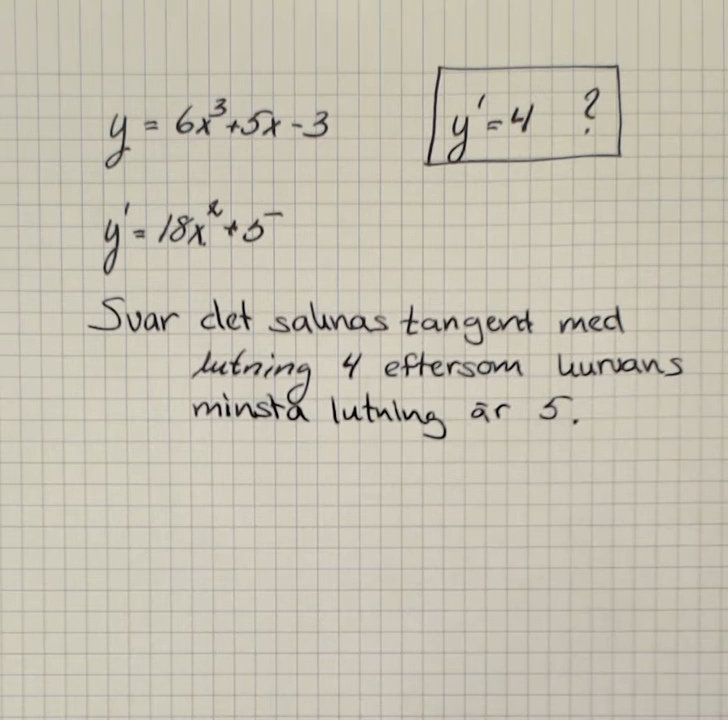 y = 6x³+5x-3
y' = 4 ?
y' = 18x²+5
Svar det saknas tangent med
lutning 4 eftersom kurvans
minsta lutning är 5.